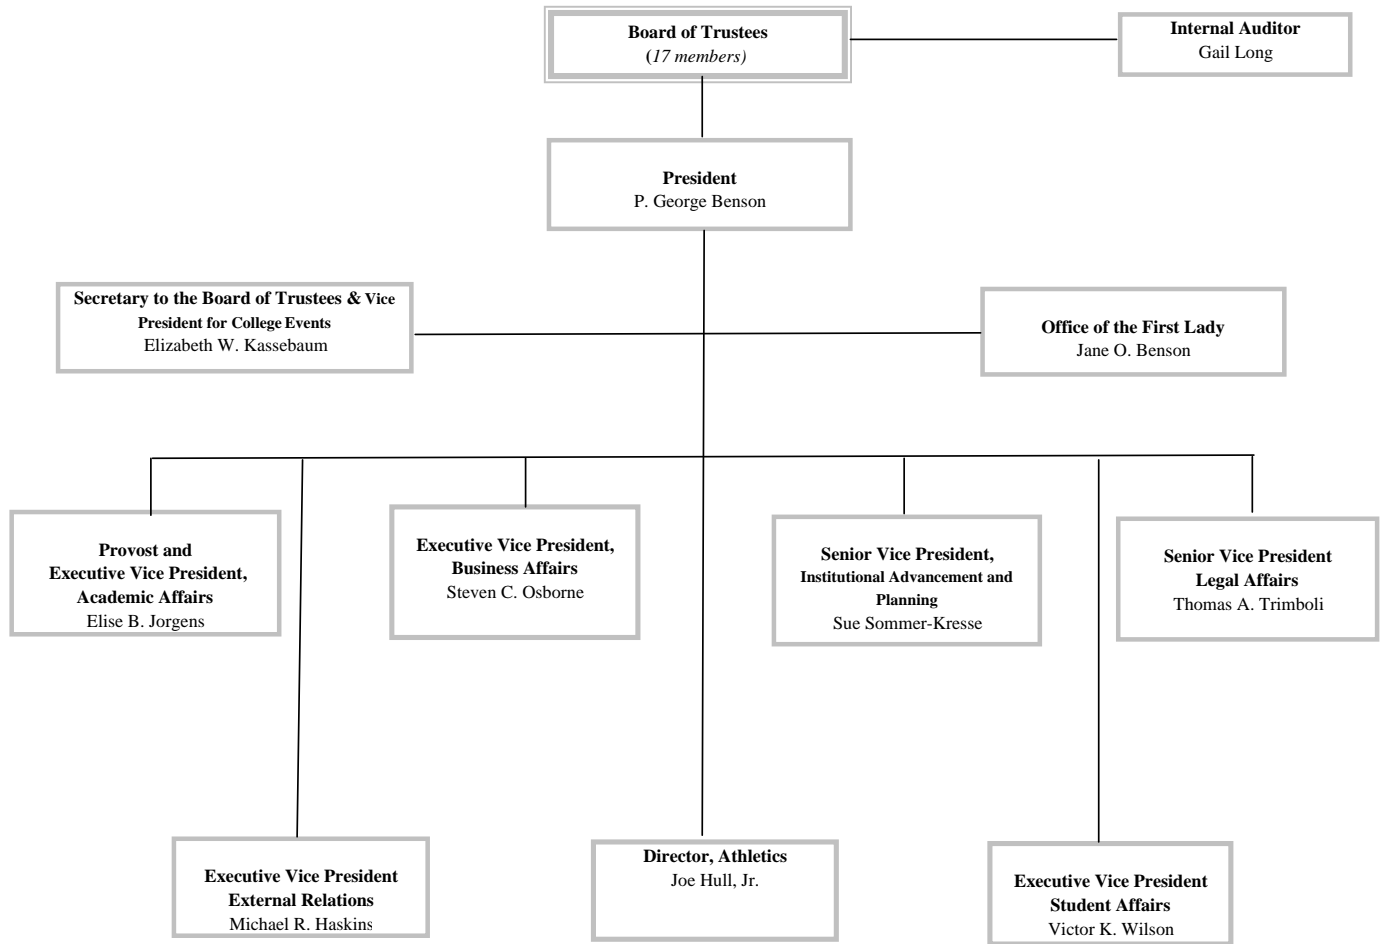 Board of Trustees
(17 members)
Internal Auditor
Gail Long
President
P. George Benson
Secretary to the Board of Trustees & Vice
President for College Events
Elizabeth W. Kassebaum
Office of the First Lady
Jane O. Benson
Provost and
Executive Vice President,
Academic Affairs
Elise B. Jorgens
Executive Vice President,
Business Affairs
Steven C. Osborne
Senior Vice President,
Institutional Advancement and
Planning
Sue Sommer-Kresse
Senior Vice President
Legal Affairs
Thomas A. Trimboli
Executive Vice President
External Relations
Michael R. Haskins
Director, Athletics
Joe Hull, Jr.
Executive Vice President
Student Affairs
Victor K. Wilson